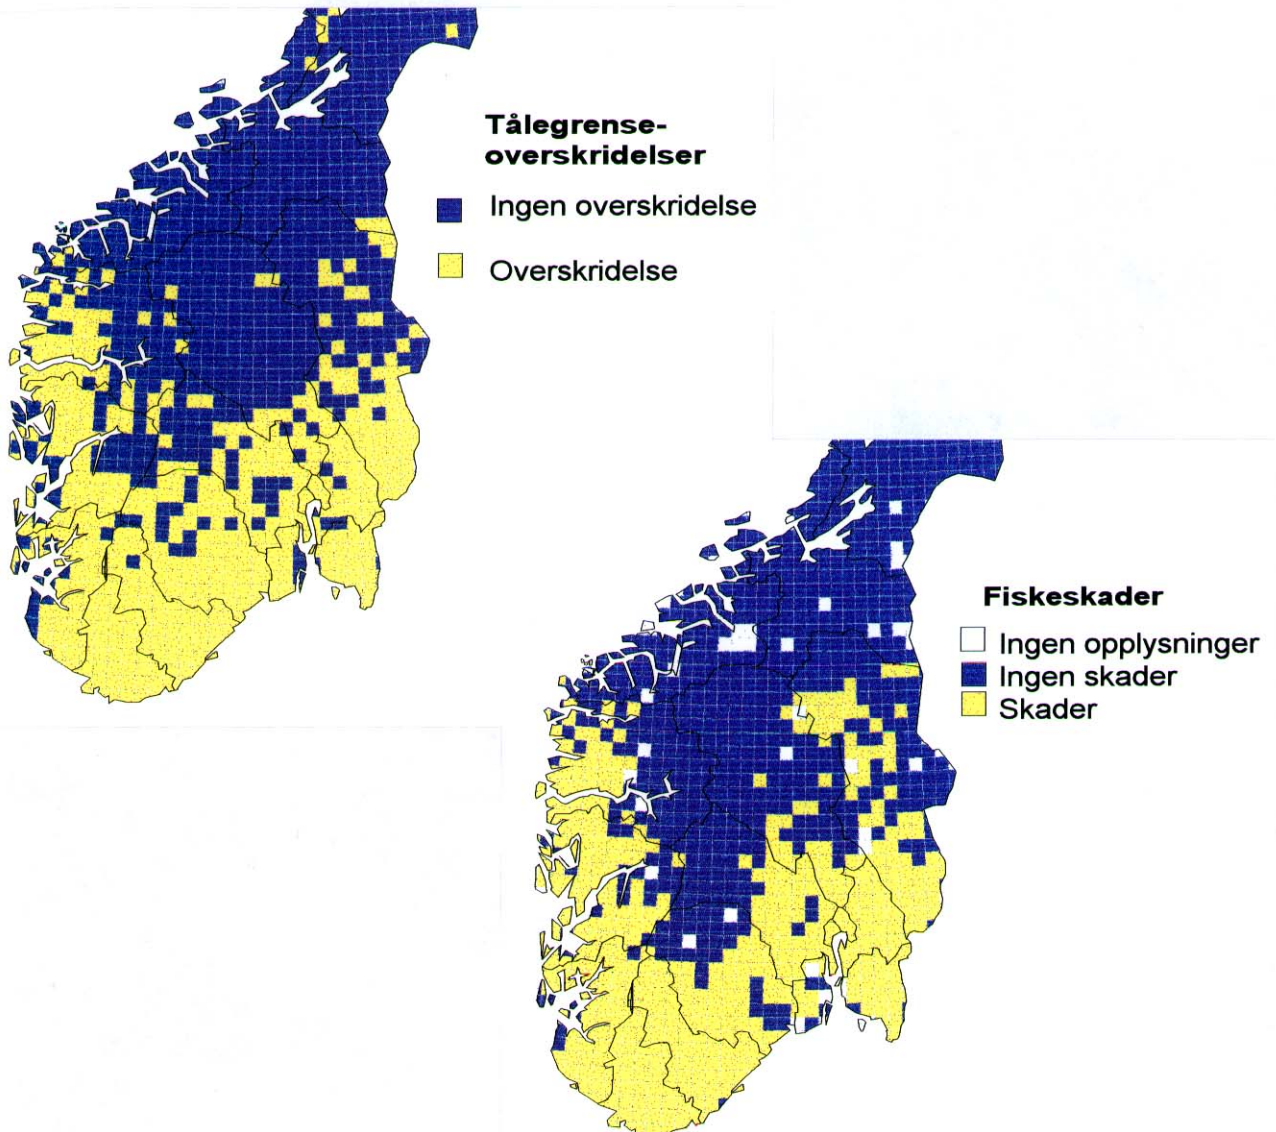 Tålegrense-
overskridelser
Ingen overskridelse
Overskridelse
Fiskeskader
Ingen opplysninger
Ingen skader
Skader